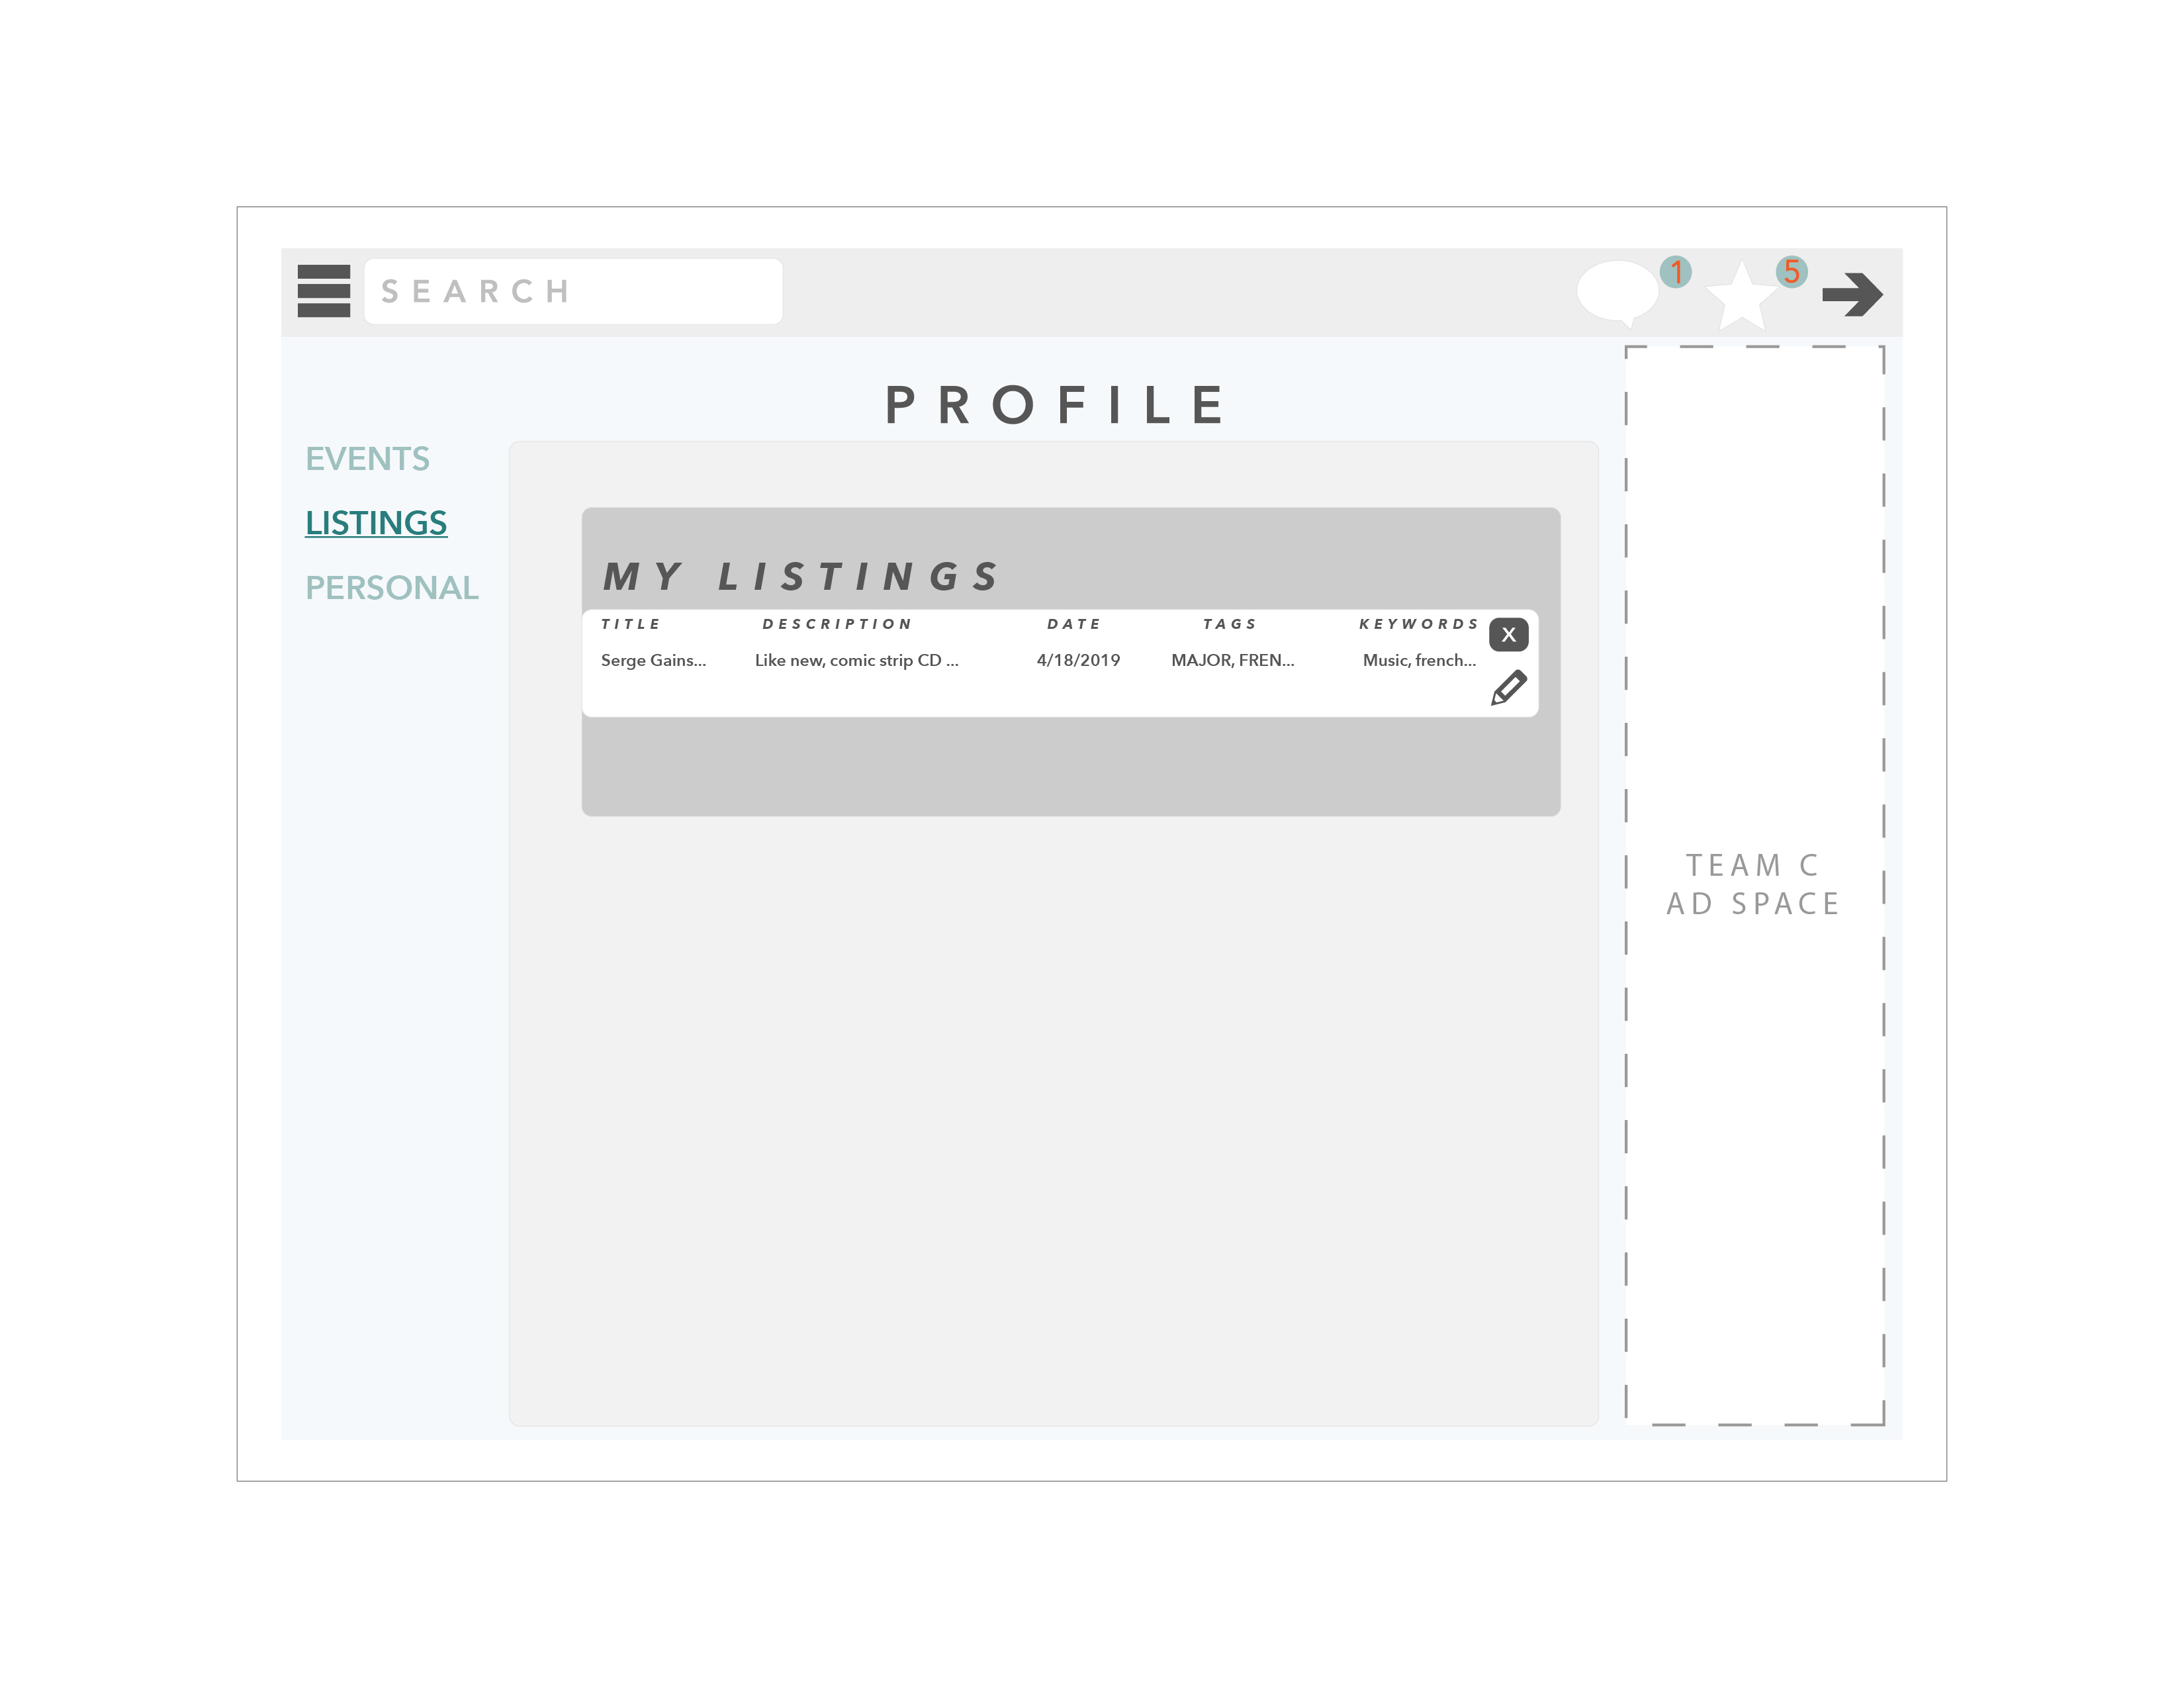 SEARCH
1
5
PROFILE
EVENTS
LISTINGS
PERSONAL
MY LISTINGS
TITLE DESCRIPTION DATE TAGS KEYWORDS X
Serge Gains... Like new, comic strip CD ... 4/18/2019 MAJOR, FREN... Music, french...
TEAM C
AD SPACE